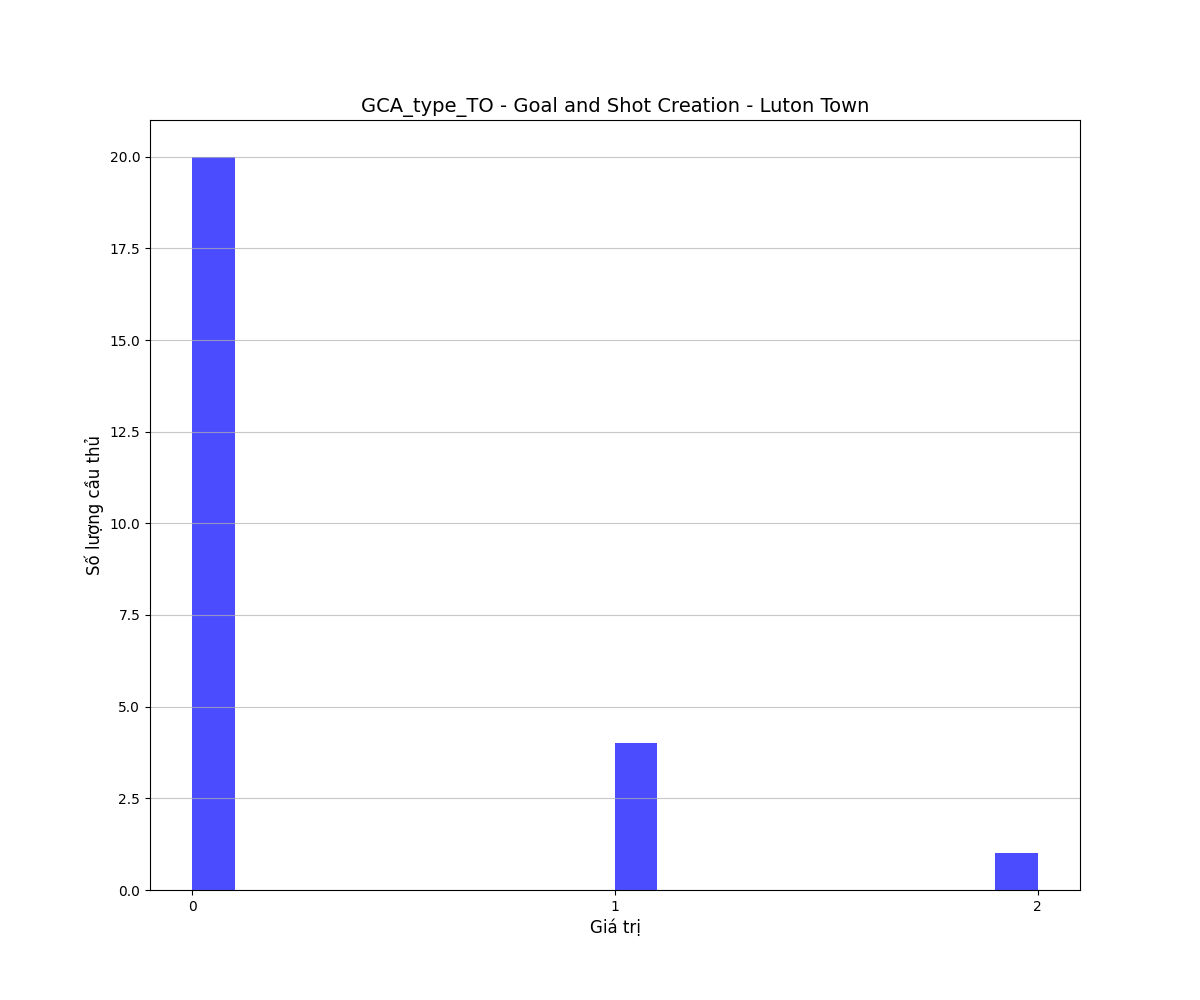 GCA_type_TO - Goal and Shot Creation - Luton Town
Số lượng cầu thủ
20.0
17.5
15.0
12.5
10.0
7.5
5.0
2.5
0.0
0 1 2
Giá trị